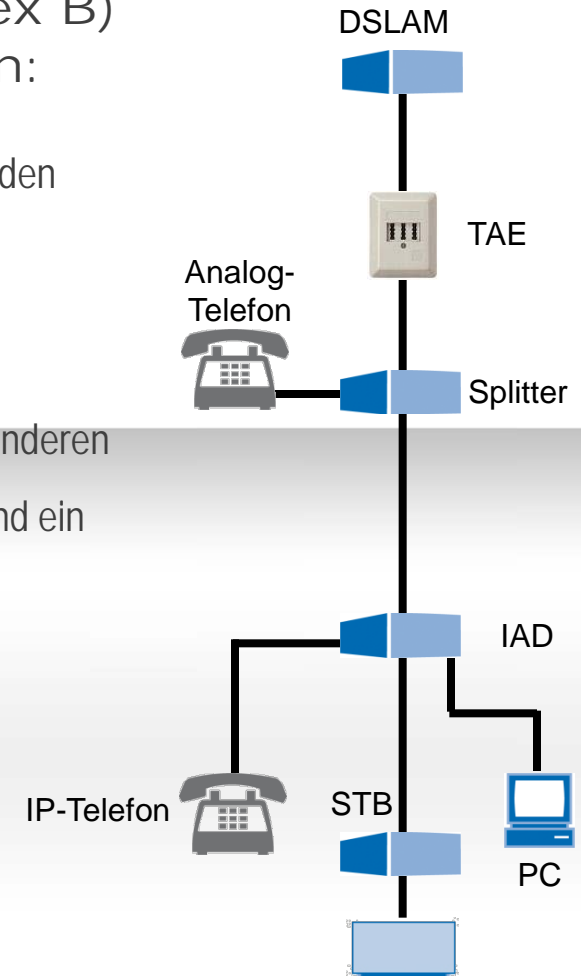 ex B)
n:
den
nderen
nd ein
DSLAM
TAE
Analog-
Telefon
Splitter
IAD
IP-Telefon
STB
PC